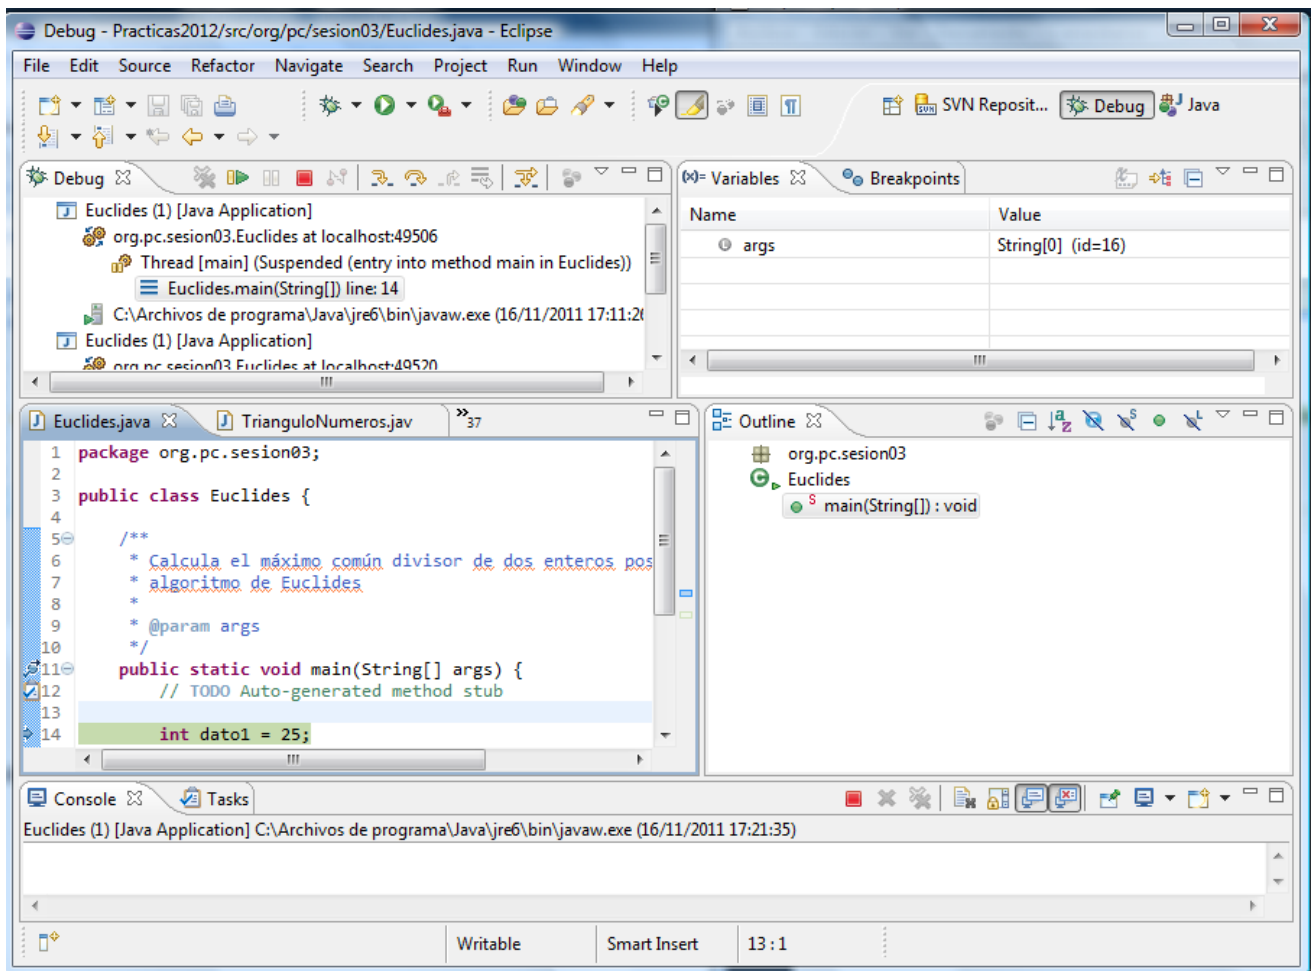 Debug - Practicas2012/src/org/pc/sesion03/Euclides.java - Eclipse
File Edit Source Refactor Navigate Search Project Run Window Help
SVN Reposit... Debug Java
Debug
Euclides (1) [Java Application]
org.pc.sesion03.Euclides at localhost:49506
Thread [main] (Suspended (entry into method main in Euclides))
Euclides.main(String[]) line: 14
C:\Archivos de programa\Java\jre6\bin\javaw.exe (16/11/2011 17:11:26
Euclides (1) [Java Application]
org.pc.sesion03.Euclides at localhost:49520
(x)= Variables Breakpoints
Name Value
args String[0] (id=16)
Euclides.java TrianguloNumeros.jav »37
1 package org.pc.sesion03;
2
3 public class Euclides {
4
5 /**
6 * Calcula el máximo común divisor de dos enteros pos
7 * algoritmo de Euclides
8 *
9 * @param args
10 */
11 public static void main(String[] args) {
12 // TODO Auto-generated method stub
13
14 int dato1 = 25;
Outline
org.pc.sesion03
Euclides
main(String[]) : void
Console Tasks
Euclides (1) [Java Application] C:\Archivos de programa\Java\jre6\bin\javaw.exe (16/11/2011 17:21:35)
Writable Smart Insert 13 : 1